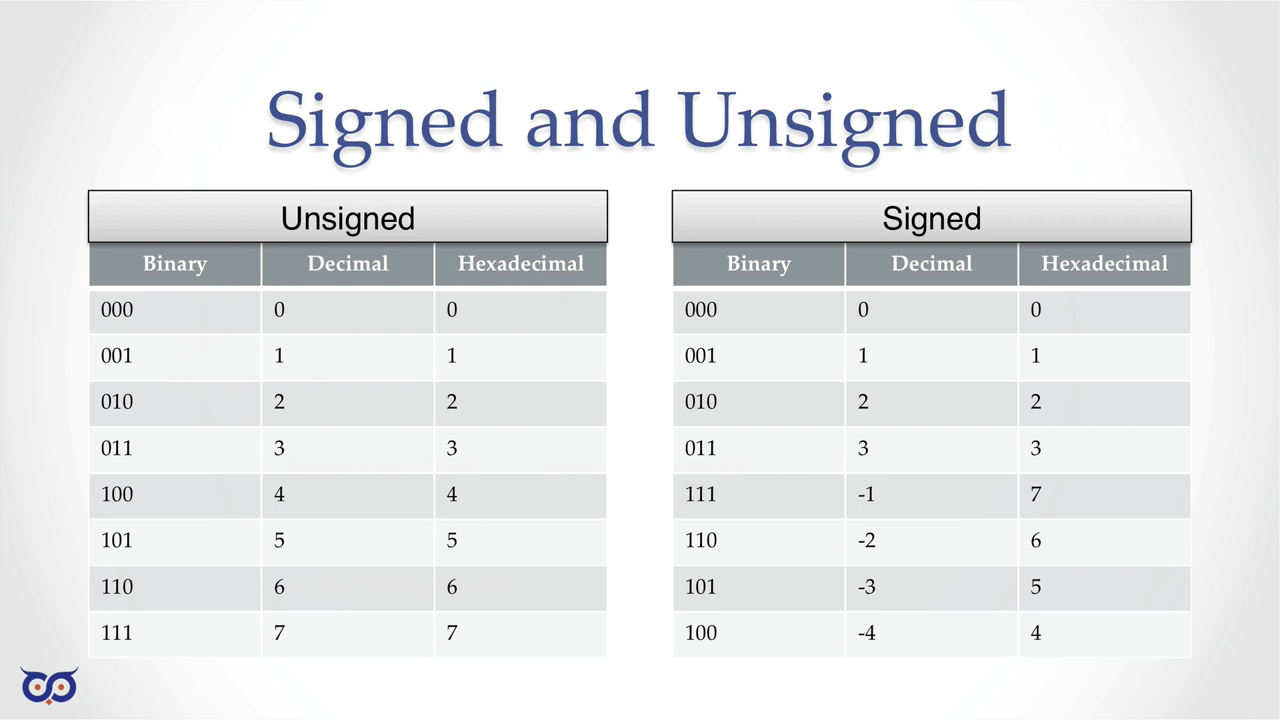 Signed and Unsigned
Unsigned
Binary Decimal Hexadecimal
000 0 0
001 1 1
010 2 2
011 3 3
100 4 4
101 5 5
110 6 6
111 7 7
Signed
Binary Decimal Hexadecimal
000 0 0
001 1 1
010 2 2
011 3 3
111 -1 7
110 -2 6
101 -3 5
100 -4 4